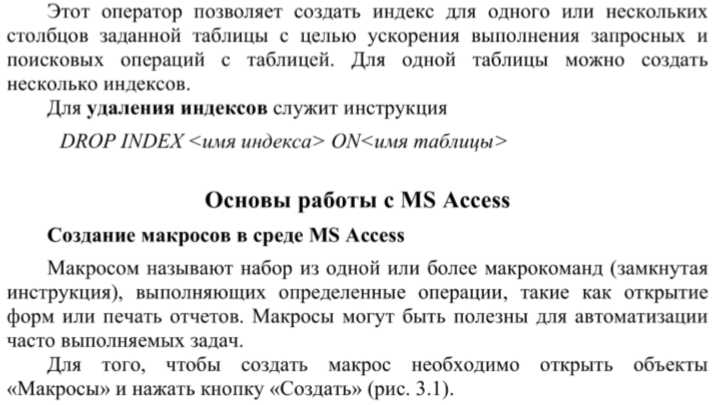 Этот оператор позволяет создать индекс для одного или нескольких
столбцов заданной таблицы с целью ускорения выполнения запросных и
поисковых операций с таблицей. Для одной таблицы можно создать
несколько индексов.
Для удаления индексов служит инструкция
DROP INDEX <имя индекса> ON<имя таблицы>
Основы работы с MS Access
Создание макросов в среде MS Access
Макросом называют набор из одной или более макрокоманд (замкнутая
инструкция), выполняющих определенные операции, такие как открытие
форм или печать отчетов. Макросы могут быть полезны для автоматизации
часто выполняемых задач.
Для того, чтобы создать макрос необходимо открыть объекты
«Макросы» и нажать кнопку «Создать» (рис. 3.1).